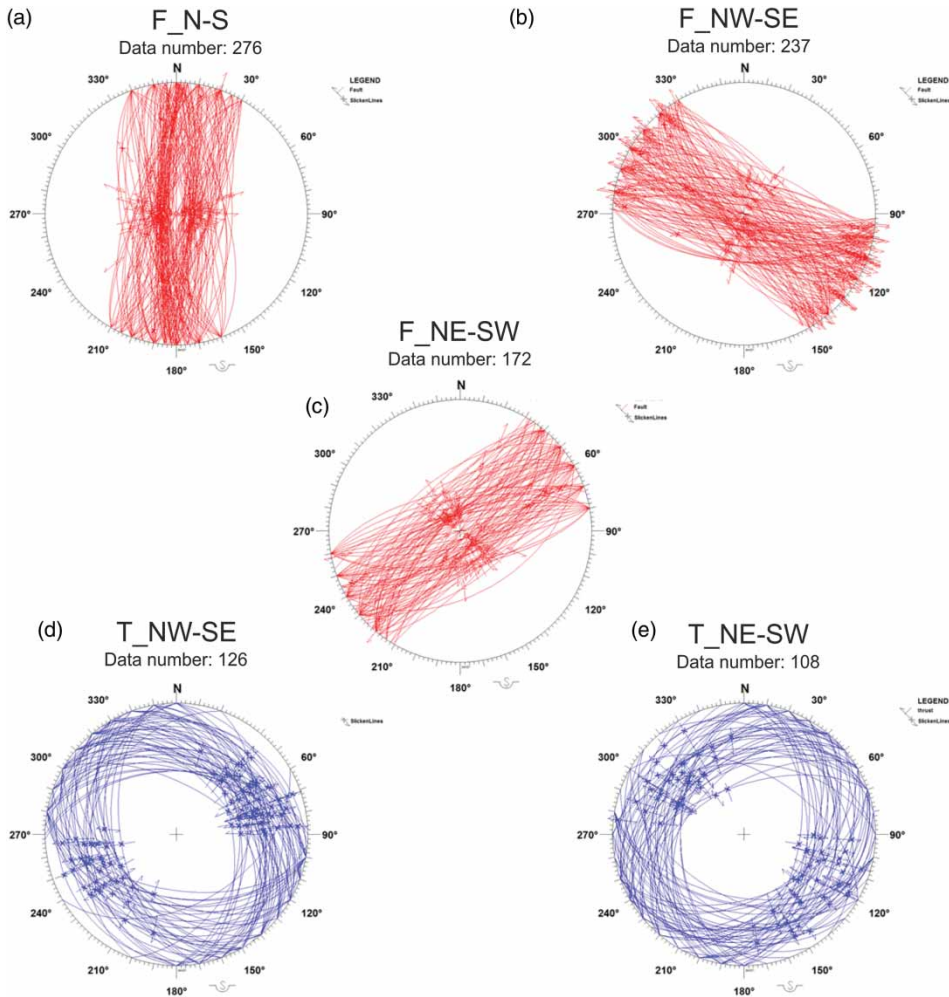 (a)
F_N-S
Data number: 276
N
330°
30°
300°
60°
270°
90°
240°
120°
210°
150°
180°
LEGEND
Fault
SlickenLines
S
(b)
F_NW-SE
Data number: 237
N
330°
30°
300°
60°
270°
90°
240°
120°
210°
150°
180°
LEGEND
Fault
SlickenLines
S
(c)
F_NE-SW
Data number: 172
N
330°
300°
60°
270°
90°
240°
120°
210°
150°
180°
Fault
SlickenLines
S
(d)
T_NW-SE
Data number: 126
N
330°
300°
60°
270°
90°
240°
120°
210°
150°
180°
SlickenLines
S
(e)
T_NE-SW
Data number: 108
N
330°
30°
300°
60°
270°
90°
240°
120°
210°
150°
180°
LEGEND
thrust
SlickenLines
S